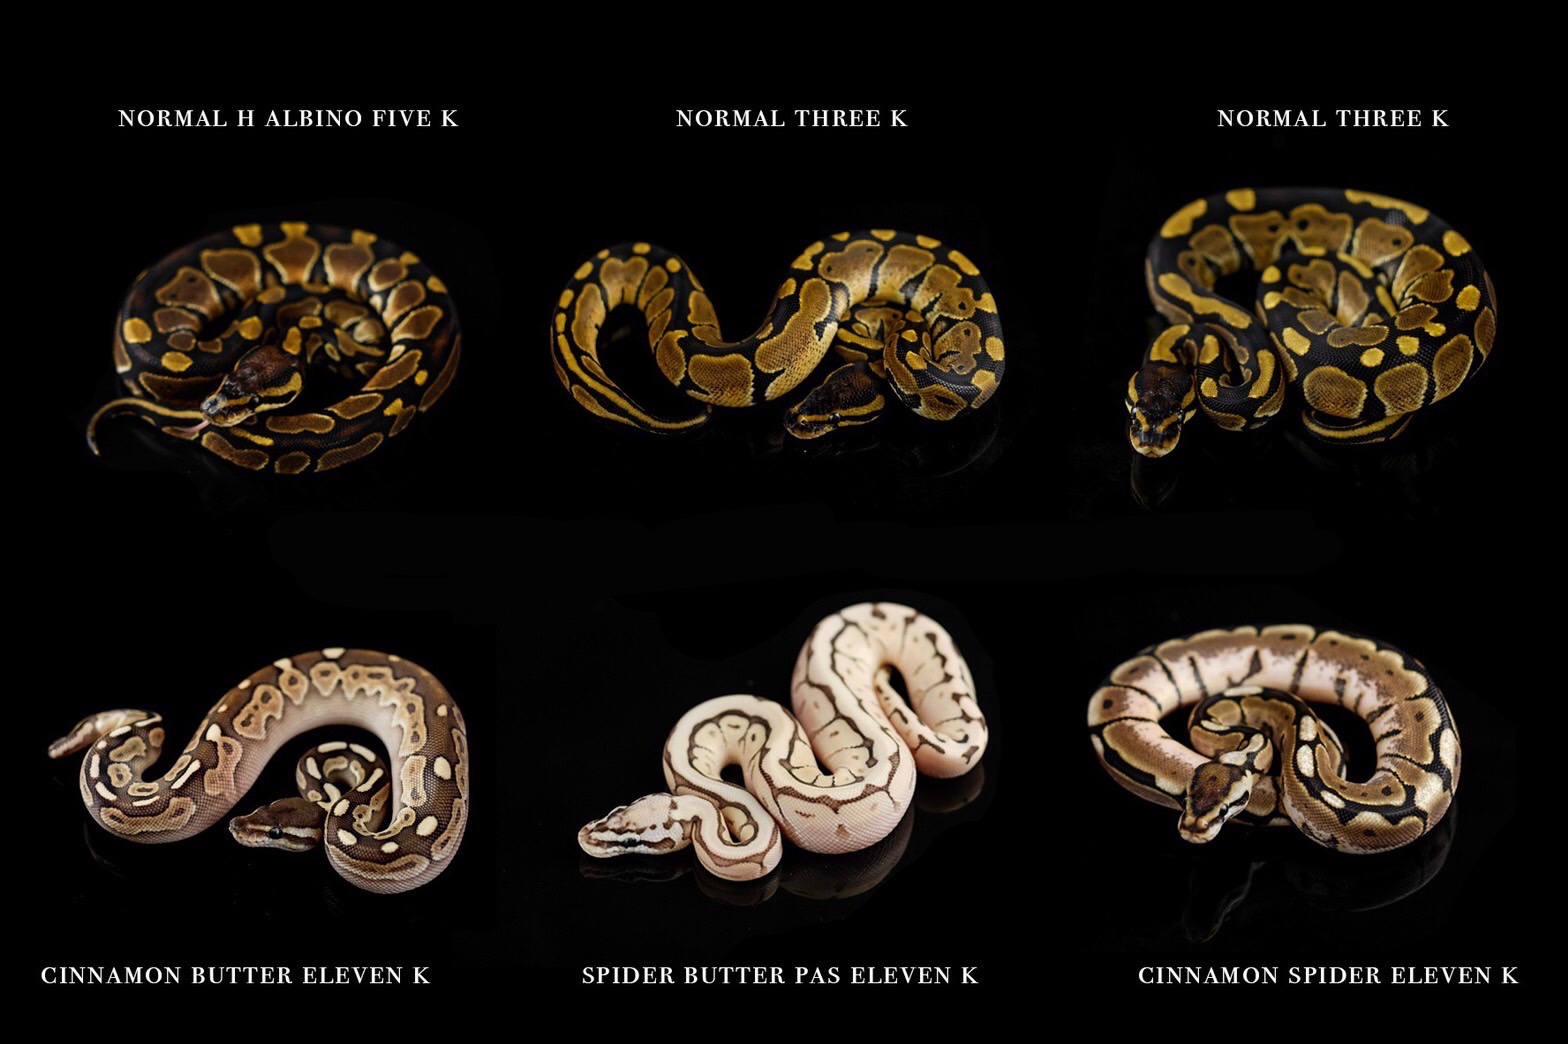 NORMAL H ALBINO FIVE K
NORMAL THREE K
NORMAL THREE K
CINNAMON BUTTER ELEVEN K
SPIDER BUTTER PAS ELEVEN K
CINNAMON SPIDER ELEVEN K